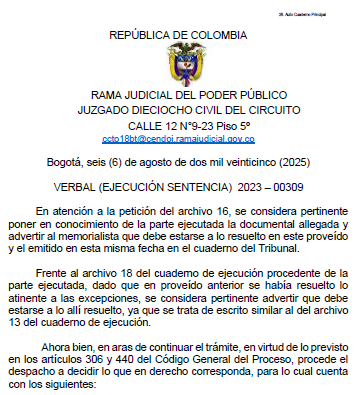 28. Auto Cuaderno Principal
REPÚBLICA DE COLOMBIA
RAMA JUDICIAL DEL PODER PÚBLICO
JUZGADO DIECIOCHO CIVIL DEL CIRCUITO
CALLE 12 N°9-23 Piso 5º
ccto18bt@cendoj.ramajudicial.gov.co
Bogotá, seis (6) de agosto de dos mil veinticinco (2025)
VERBAL (EJECUCIÓN SENTENCIA) 2023 – 00309
En atención a la petición del archivo 16, se considera pertinente
poner en conocimiento de la parte ejecutada la documental allegada y
advertir al memorialista que debe estarse a lo resuelto en este proveído
y el emitido en esta misma fecha en el cuaderno del Tribunal.
Frente al archivo 18 del cuaderno de ejecución procedente de la
parte ejecutada, dado que en proveído anterior se había resuelto lo
atinente a las excepciones, se considera pertinente advertir que debe
estarse a lo allí resuelto, ya que se trata de escrito similar al del archivo
13 del cuaderno de ejecución.
Ahora bien, en aras de continuar el trámite, en virtud de lo previsto
en los artículos 306 y 440 del Código General del Proceso, procede el
despacho a decidir lo que en derecho corresponda, para lo cual cuenta
con los siguientes: